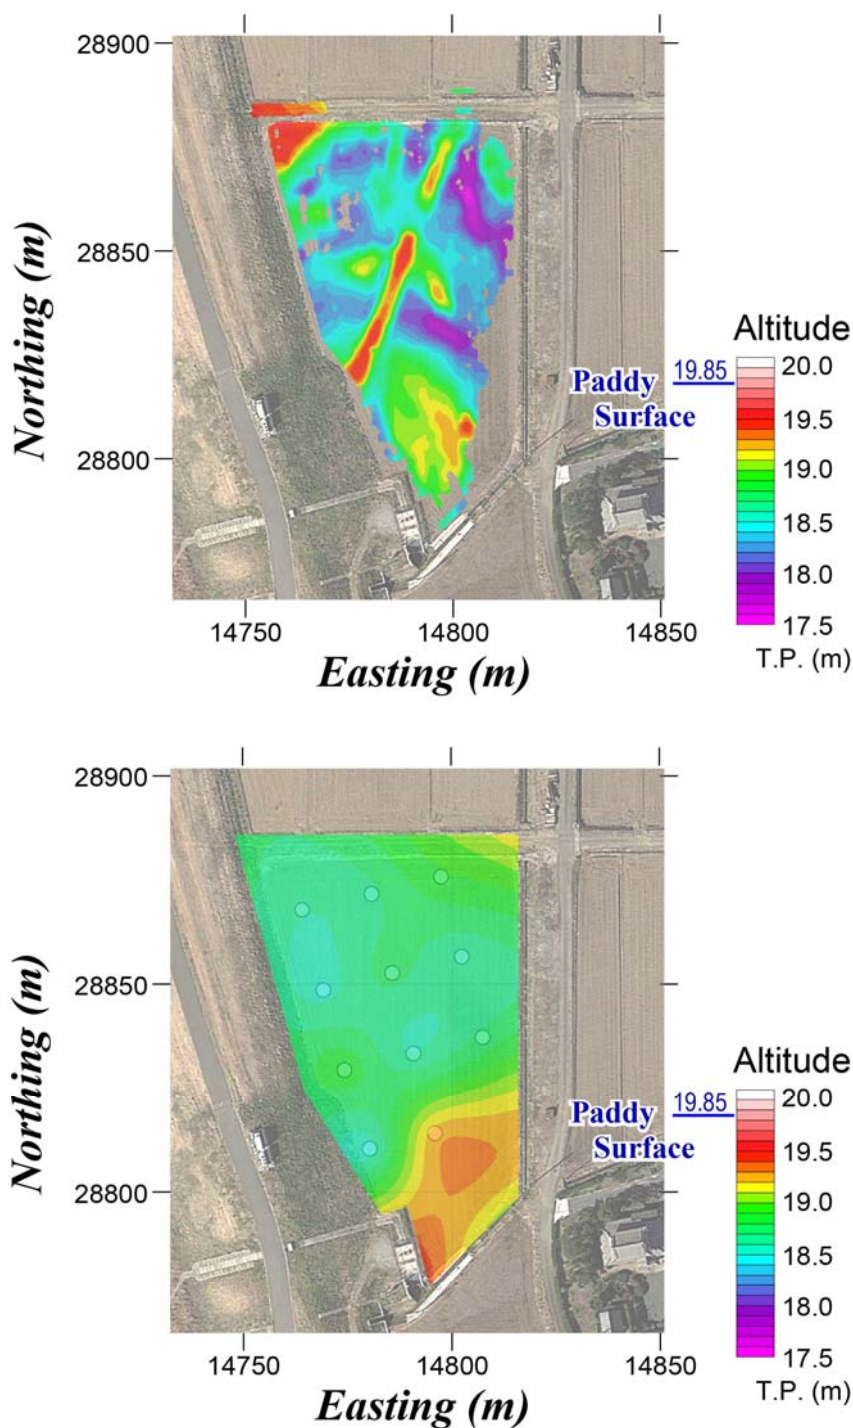 28900
28850
28800
Northing (m)
14750
14800
14850
Easting (m)
Altitude
19.85
Paddy
Surface
20.0
19.5
19.0
18.5
18.0
17.5
T.P. (m)
28900
28850
28800
Northing (m)
14750
14800
14850
Easting (m)
Altitude
19.85
Paddy
Surface
20.0
19.5
19.0
18.5
18.0
17.5
T.P. (m)